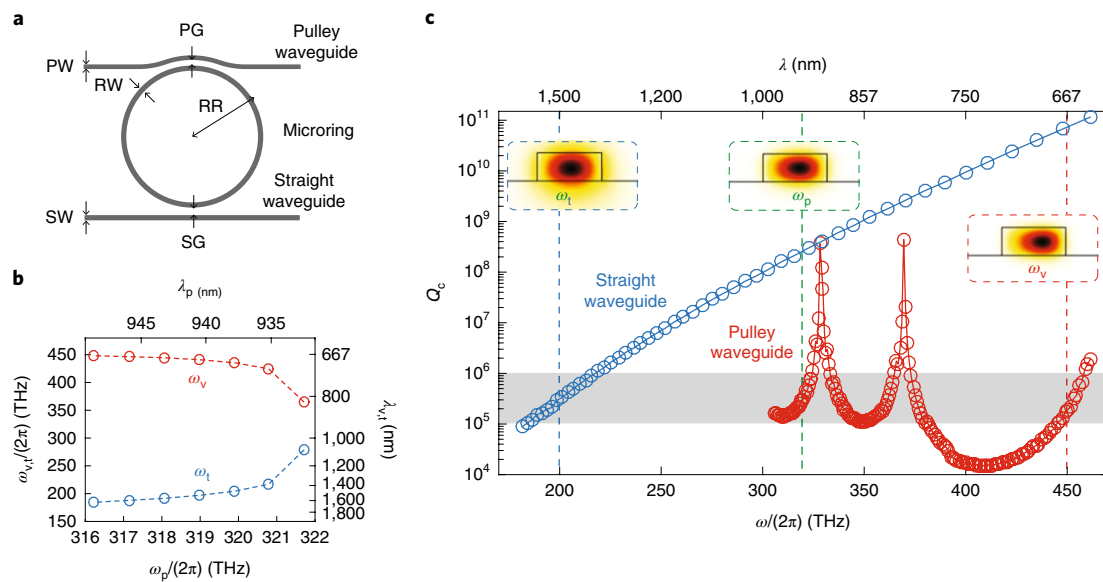 a
PG
Pulley
waveguide
PW
RW
RR
Microring
Straight
waveguide
SW
SG
b
λp (nm)
945 940 935
450
400
350
300
250
200
150
ωv,t/(2π) (THz)
ωv
ωt
667
800
1,000
1,200
1,400
1,600
1,800
λv,t (nm)
316 317 318 319 320 321 322
ωp/(2π) (THz)
c
λ (nm)
1,500 1,200 1,000 857 750 667
10¹¹
10¹⁰
10⁹
10⁸
10⁷
10⁶
10⁵
10⁴
Qc
ωt
ωp
ωv
Straight
waveguide
Pulley
waveguide
200 250 300 350 400 450
ω/(2π) (THz)